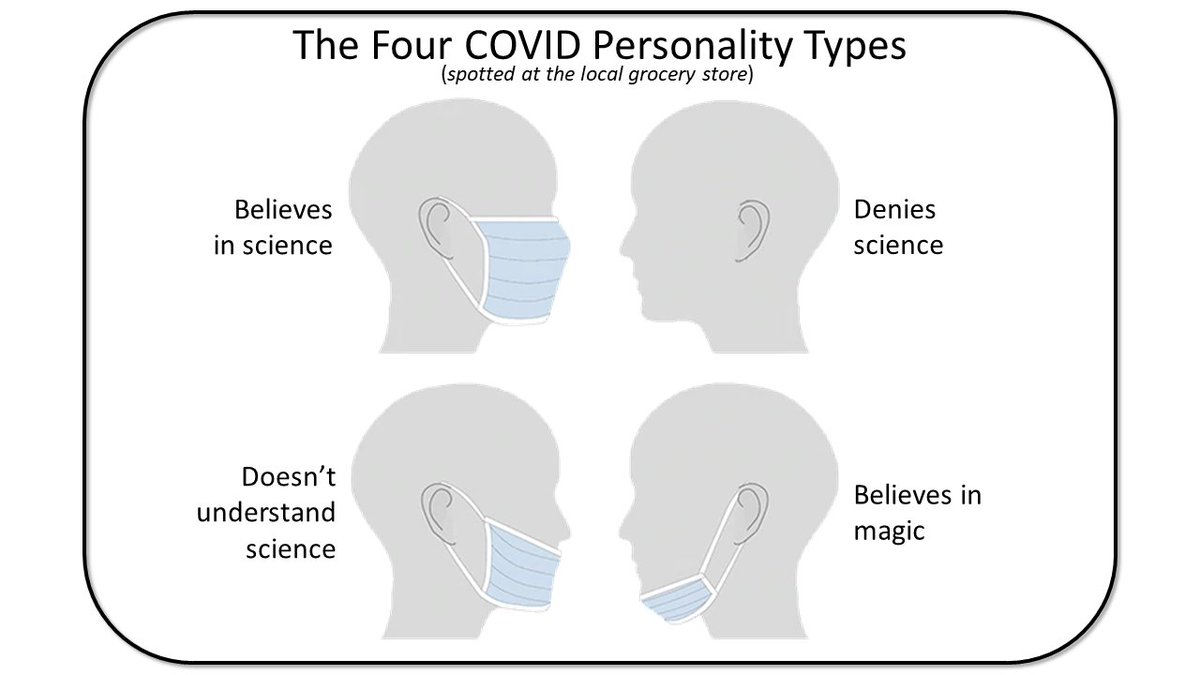 The Four COVID Personality Types
(spotted at the local grocery store)
Believes
in science
Denies
science
Doesn’t
understand
science
Believes in
magic